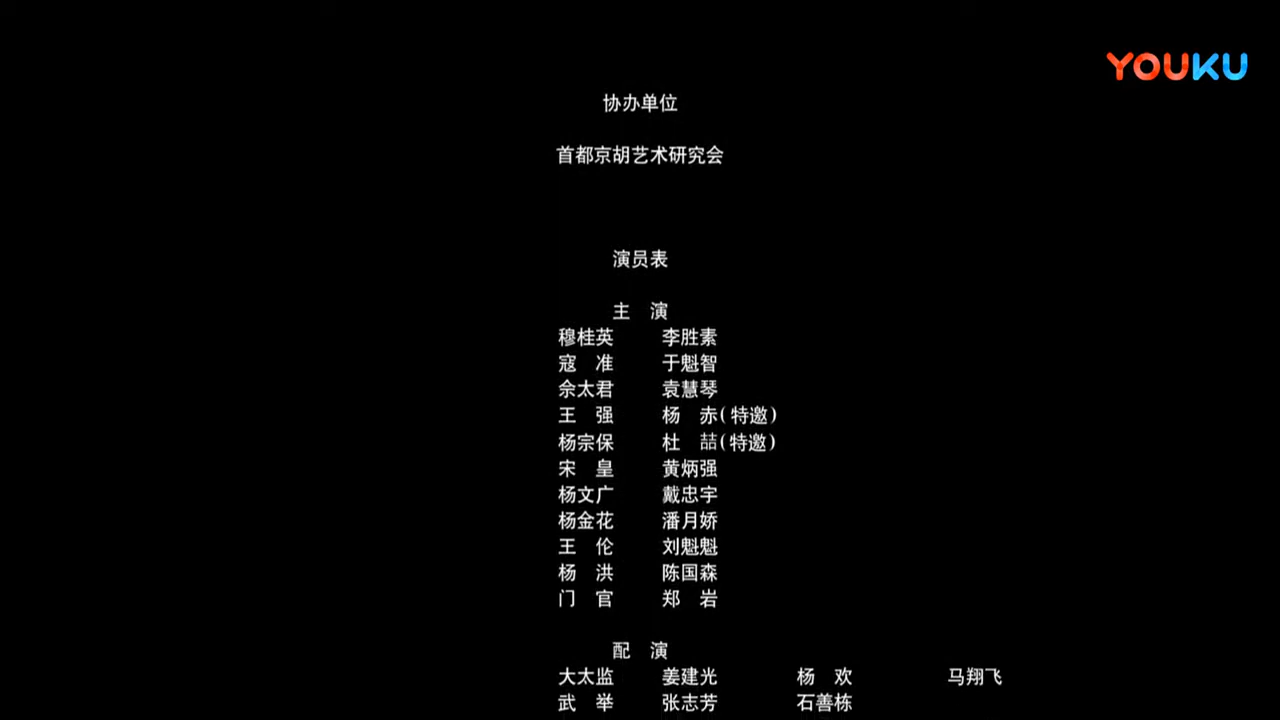 YOUKU
协办单位
首都京胡艺术研究会
演员表
主 演
穆桂英 李胜素
寇 准 于魁智
佘太君 袁慧琴
王 强 杨 赤(特邀)
杨宗保 杜 喆(特邀)
宋 皇 黄炳强
杨文广 戴忠宇
杨金花 潘月娇
王 伦 刘魁魁
杨 洪 陈国森
门 官 郑 岩
配 演
大太监 姜建光 杨 欢 马翔飞
武 举 张志芳 石善栋